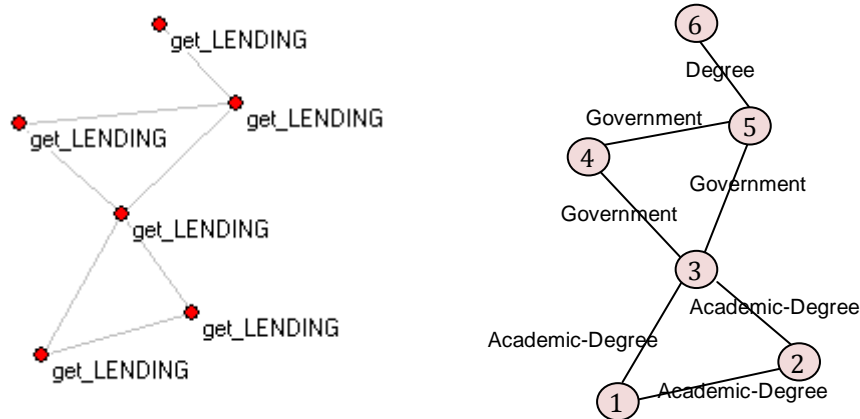 get_LENDING
get_LENDING
get_LENDING
get_LENDING
get_LENDING
get_LENDING
6
Degree
Government
5
4
Government
Government
3
Academic-Degree
Academic-Degree
2
Academic-Degree
1